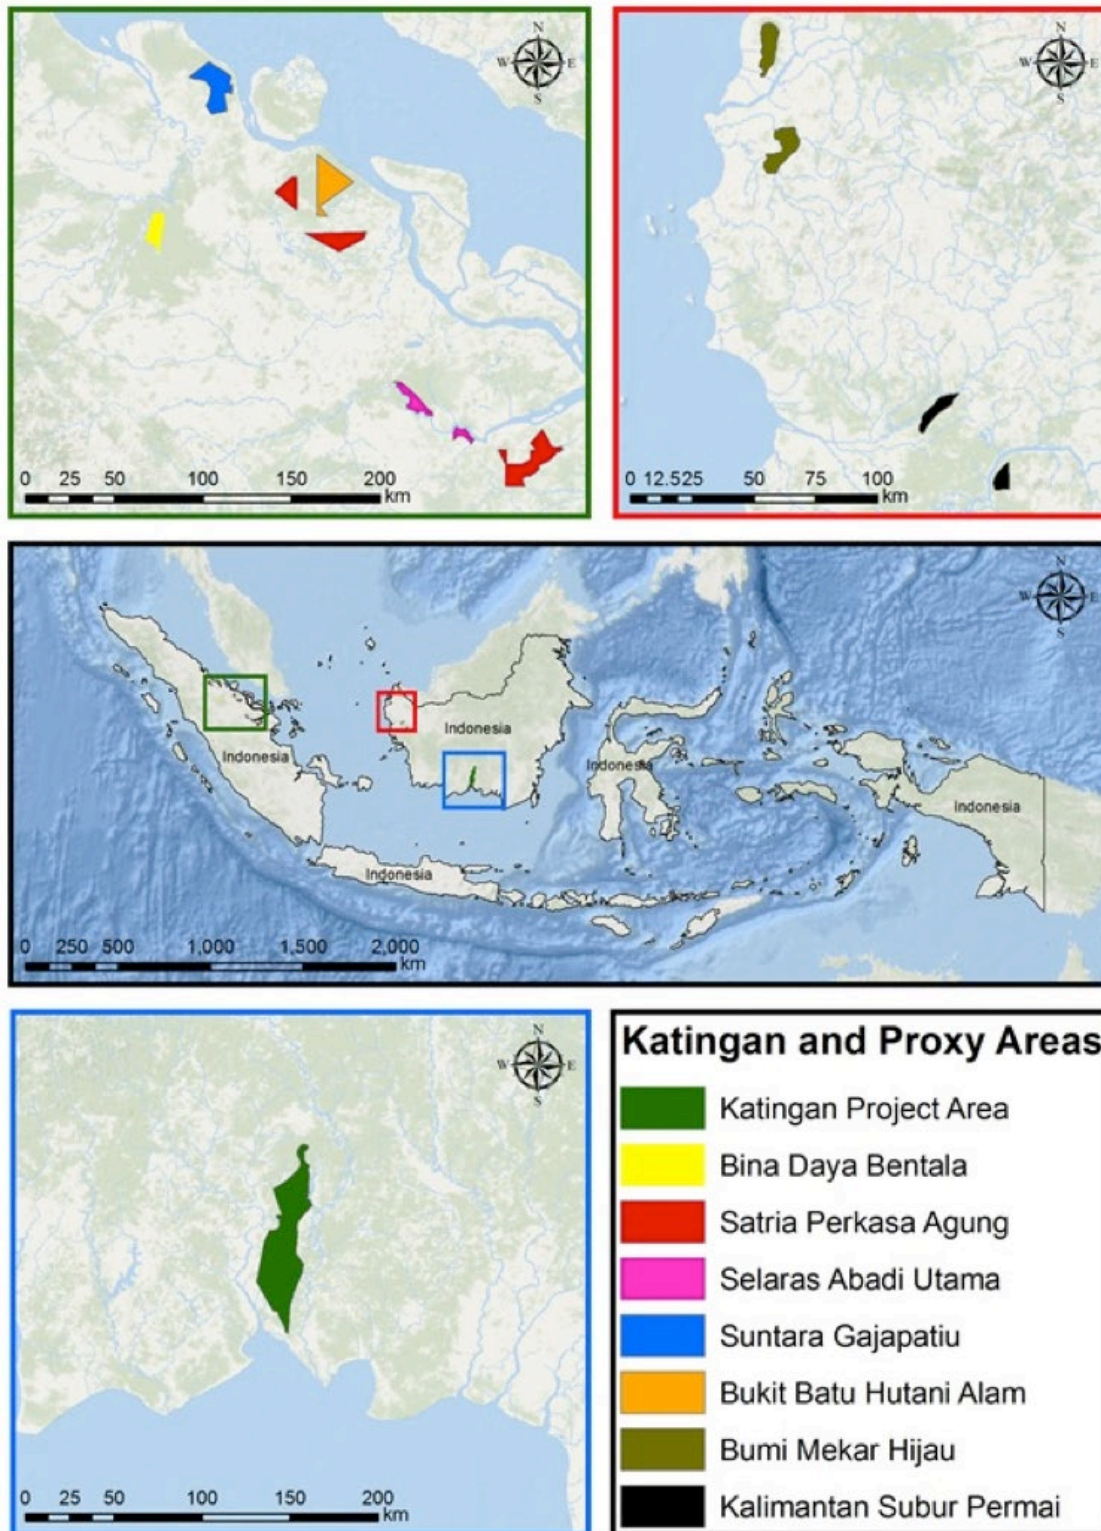 N
W E
S
0 25 50 100 150 200
km
N
W E
S
0 12.525 50 75 100
km
N
W E
S
Indonesia
Indonesia
Indonesia
Indonesia
Indonesia
0 250 500 1,000 1,500 2,000
km
N
W E
S
0 25 50 100 150 200
km
Katingan and Proxy Areas
Katingan Project Area
Bina Daya Bentala
Satria Perkasa Agung
Selaras Abadi Utama
Suntara Gajapatiu
Bukit Batu Hutani Alam
Bumi Mekar Hijau
Kalimantan Subur Permai